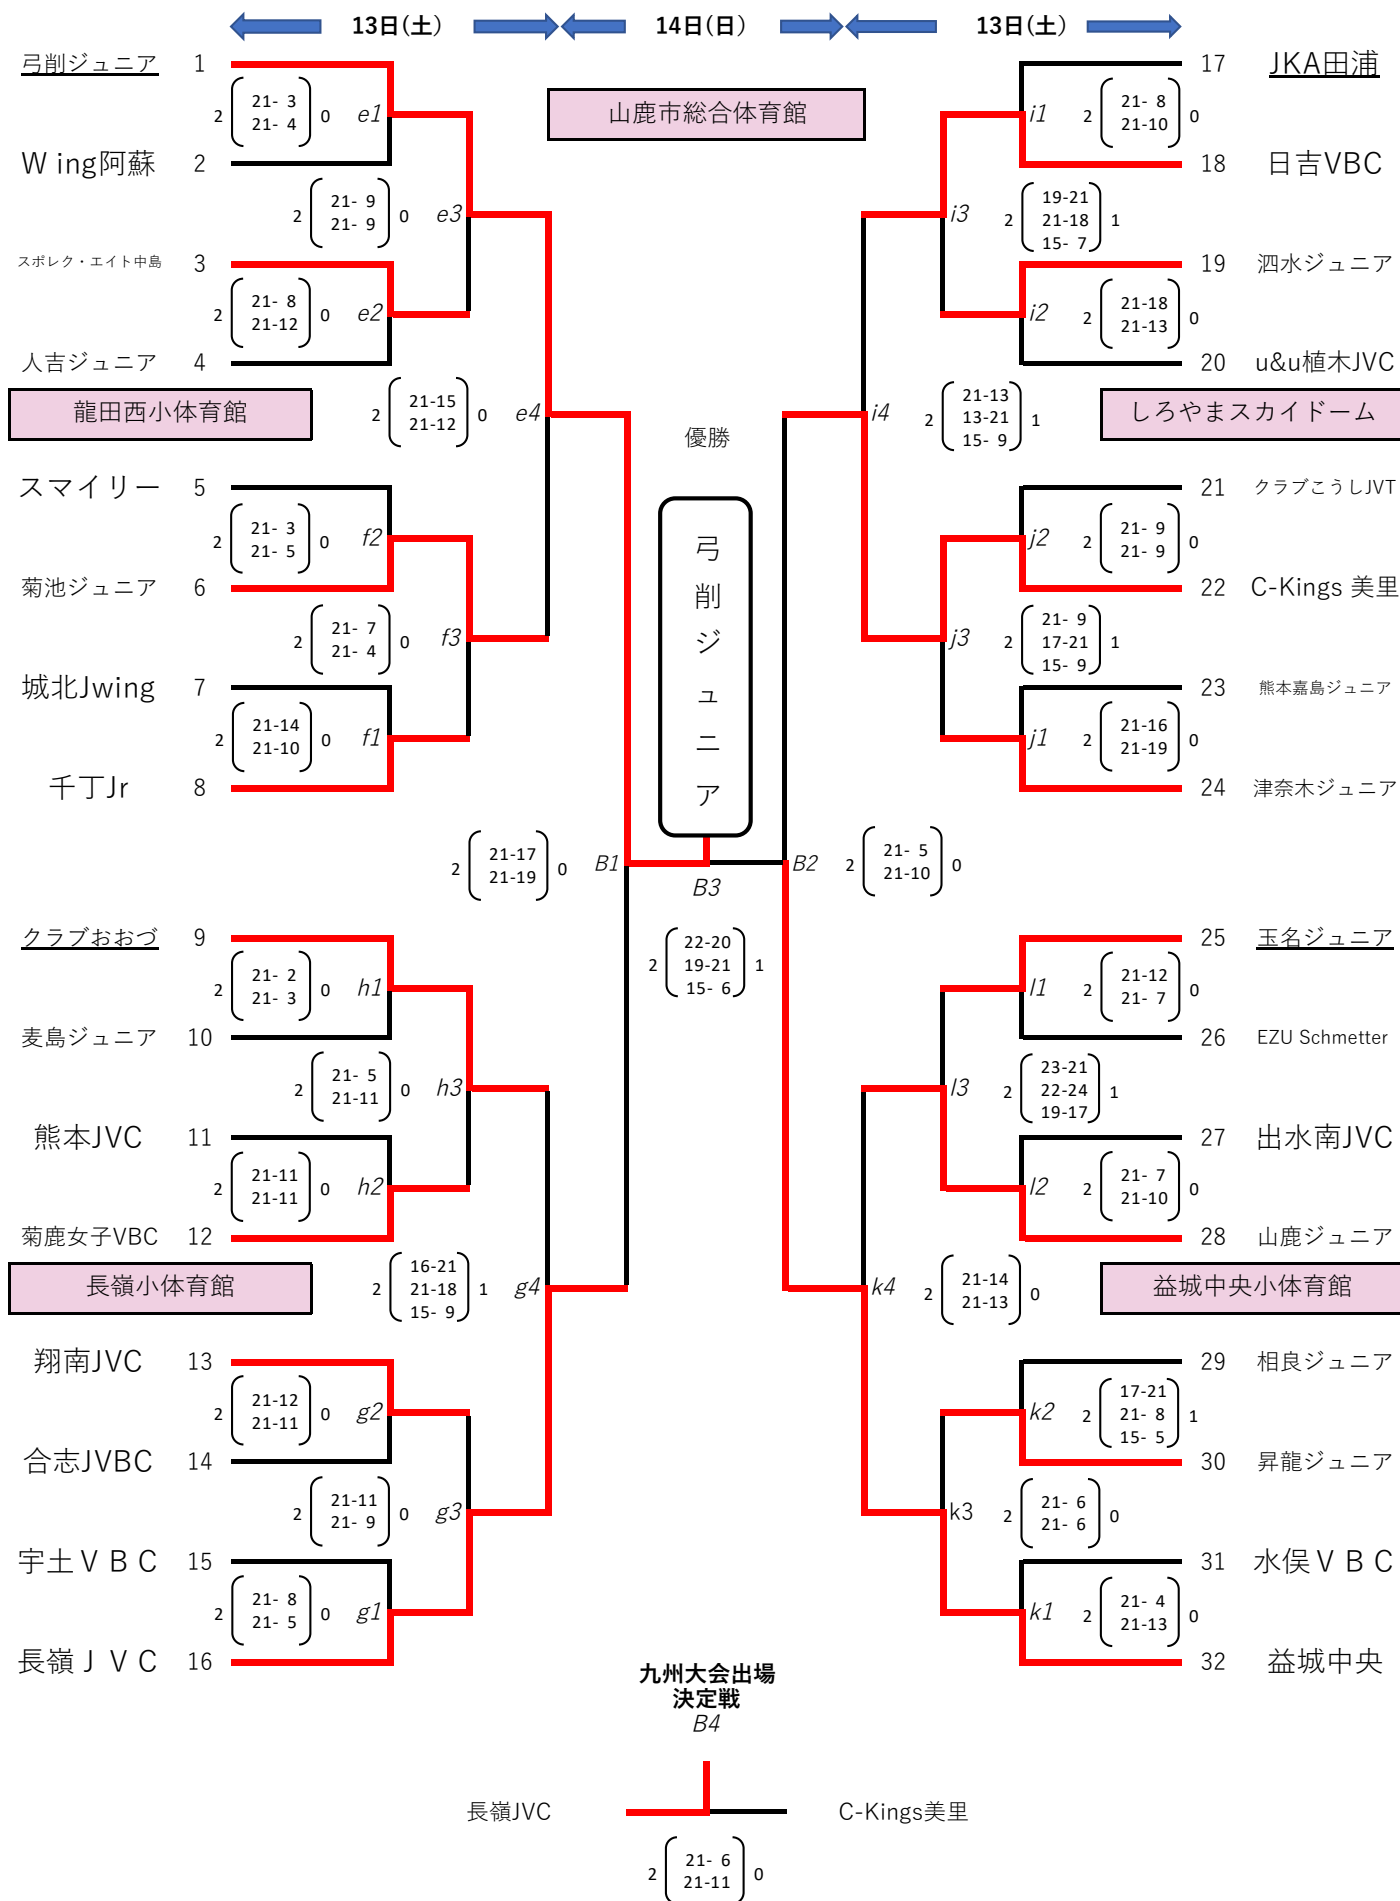 13日(土) 14日(日) 13日(土)
山鹿市総合体育館
弓削ジュニア 1
2 21- 3 0 e1
21- 4
Wing阿蘇 2
2 21- 9 0 e3
21- 9
スポレク・エイト中島 3
2 21- 8 0 e2
21-12
人吉ジュニア 4
龍田西小体育館
2 21-15 0 e4
21-12
スマイリー 5
2 21- 3 0 f2
21- 5
菊池ジュニア 6
2 21- 7 0 f3
21- 4
城北Jwing 7
2 21-14 0 f1
21-10
千丁Jr 8
2 21-17 0 B1
21-19
クラブおおづ 9
2 21- 2 0 h1
21- 3
麦島ジュニア 10
2 21- 5 0 h3
21-11
熊本JVC 11
2 21-11 0 h2
21-11
菊鹿女子VBC 12
長嶺小体育館
2 16-21 1 g4
21-18
15- 9
翔南JVC 13
2 21-12 0 g2
21-11
合志JVBC 14
2 21-11 0 g3
21- 9
宇土ＶＢＣ 15
2 21- 8 0 g1
21- 5
長嶺ＪＶＣ 16
優勝
弓削ジュニア
B3
2 22-20 1
19-21
15- 6
17 JKA田浦
i1 2 21- 8 0
21-10
18 日吉VBC
i3 2 19-21 1
21-18
15- 7
19 泗水ジュニア
i2 2 21-18 0
21-13
20 u&u植木JVC
i4 2 21-13 1
13-21
15- 9
しろやまスカイドーム
21 クラブこうしJVT
j2 2 21- 9 0
21- 9
22 C-Kings 美里
j3 2 21- 9 1
17-21
15- 9
23 熊本嘉島ジュニア
j1 2 21-16 0
21-19
24 津奈木ジュニア
B2 2 21- 5 0
21-10
25 玉名ジュニア
l1 2 21-12 0
21- 7
26 EZU Schmetter
l3 2 23-21 1
22-24
19-17
27 出水南JVC
l2 2 21- 7 0
21-10
28 山鹿ジュニア
k4 2 21-14 0
21-13
益城中央小体育館
29 相良ジュニア
k2 2 17-21 1
21- 8
15- 5
30 昇龍ジュニア
k3 2 21- 6 0
21- 6
31 水俣ＶＢＣ
k1 2 21- 4 0
21-13
32 益城中央
九州大会出場
決定戦
B4
長嶺JVC C-Kings美里
2 21- 6 0
21-11